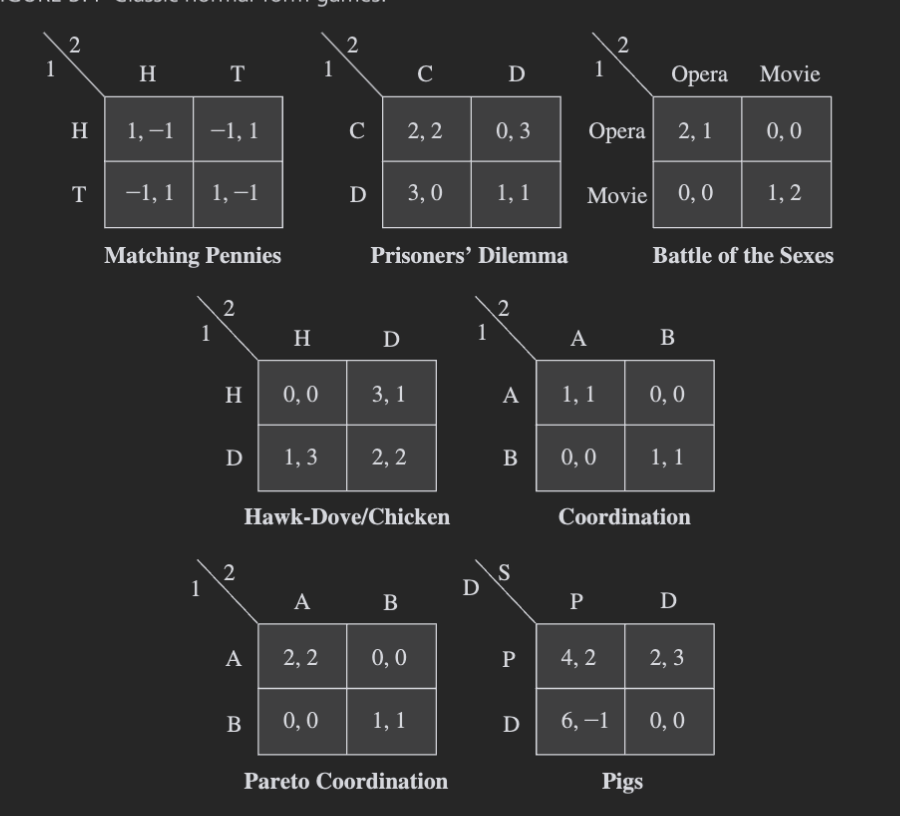 FIGURE 3.4 Classic normal-form games.
2 2 2
1 H T 1 C D 1 Opera Movie
H 1, −1 −1, 1 C 2, 2 0, 3 Opera 2, 1 0, 0
T −1, 1 1, −1 D 3, 0 1, 1 Movie 0, 0 1, 2
Matching Pennies Prisoners’ Dilemma Battle of the Sexes
2 2
1 H D 1 A B
H 0, 0 3, 1 A 1, 1 0, 0
D 1, 3 2, 2 B 0, 0 1, 1
Hawk-Dove/Chicken Coordination
2 S
1 A B D P D
A 2, 2 0, 0 P 4, 2 2, 3
B 0, 0 1, 1 D 6, −1 0, 0
Pareto Coordination Pigs